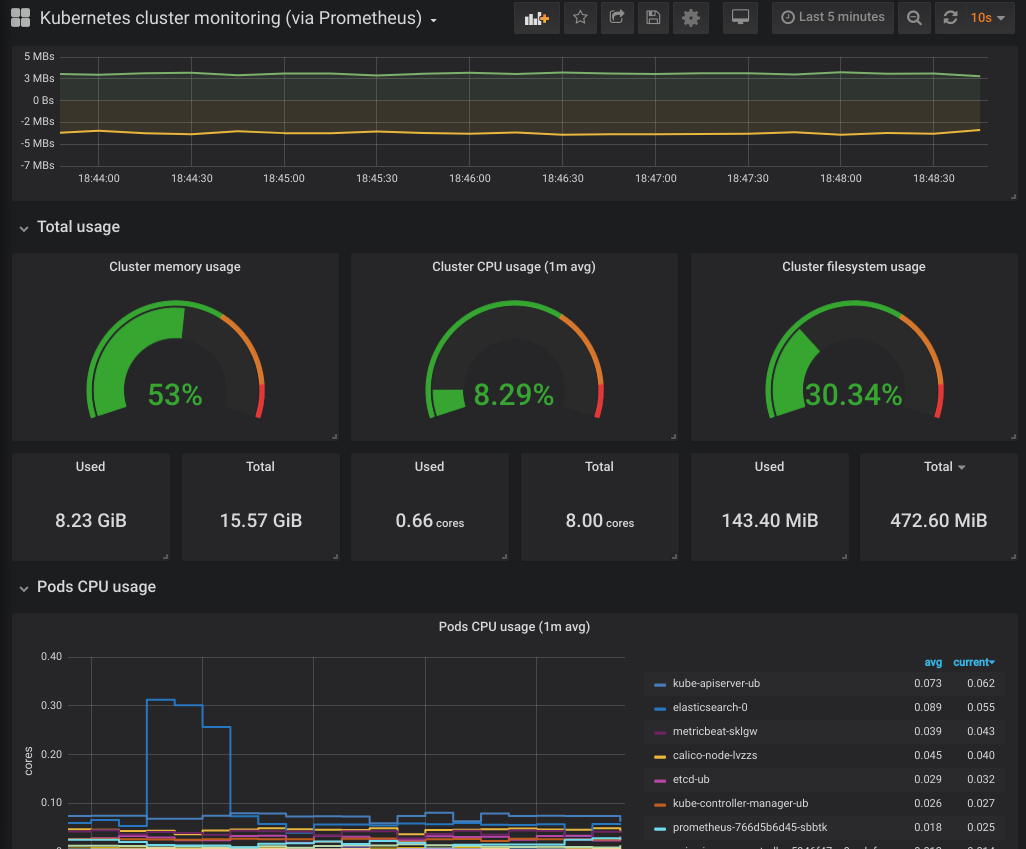 Kubernetes cluster monitoring (via Prometheus)
Last 5 minutes
10s
5 MBs
3 MBs
0 Bs
-2 MBs
-5 MBs
-7 MBs
18:44:00 18:44:30 18:45:00 18:45:30 18:46:00 18:46:30 18:47:00 18:47:30 18:48:00 18:48:30
Total usage
Cluster memory usage
53%
Cluster CPU usage (1m avg)
8.29%
Cluster filesystem usage
30.34%
Used
8.23 GiB
Total
15.57 GiB
Used
0.66 cores
Total
8.00 cores
Used
143.40 MiB
Total
472.60 MiB
Pods CPU usage
Pods CPU usage (1m avg)
cores
0.40
0.30
0.20
0.10
avg current
kube-apiserver-ub 0.073 0.062
elasticsearch-0 0.089 0.055
metricbeat-sklgw 0.039 0.043
calico-node-lvzzs 0.045 0.040
etcd-ub 0.029 0.032
kube-controller-manager-ub 0.026 0.027
prometheus-766d5b6d45-sbbtk 0.018 0.025